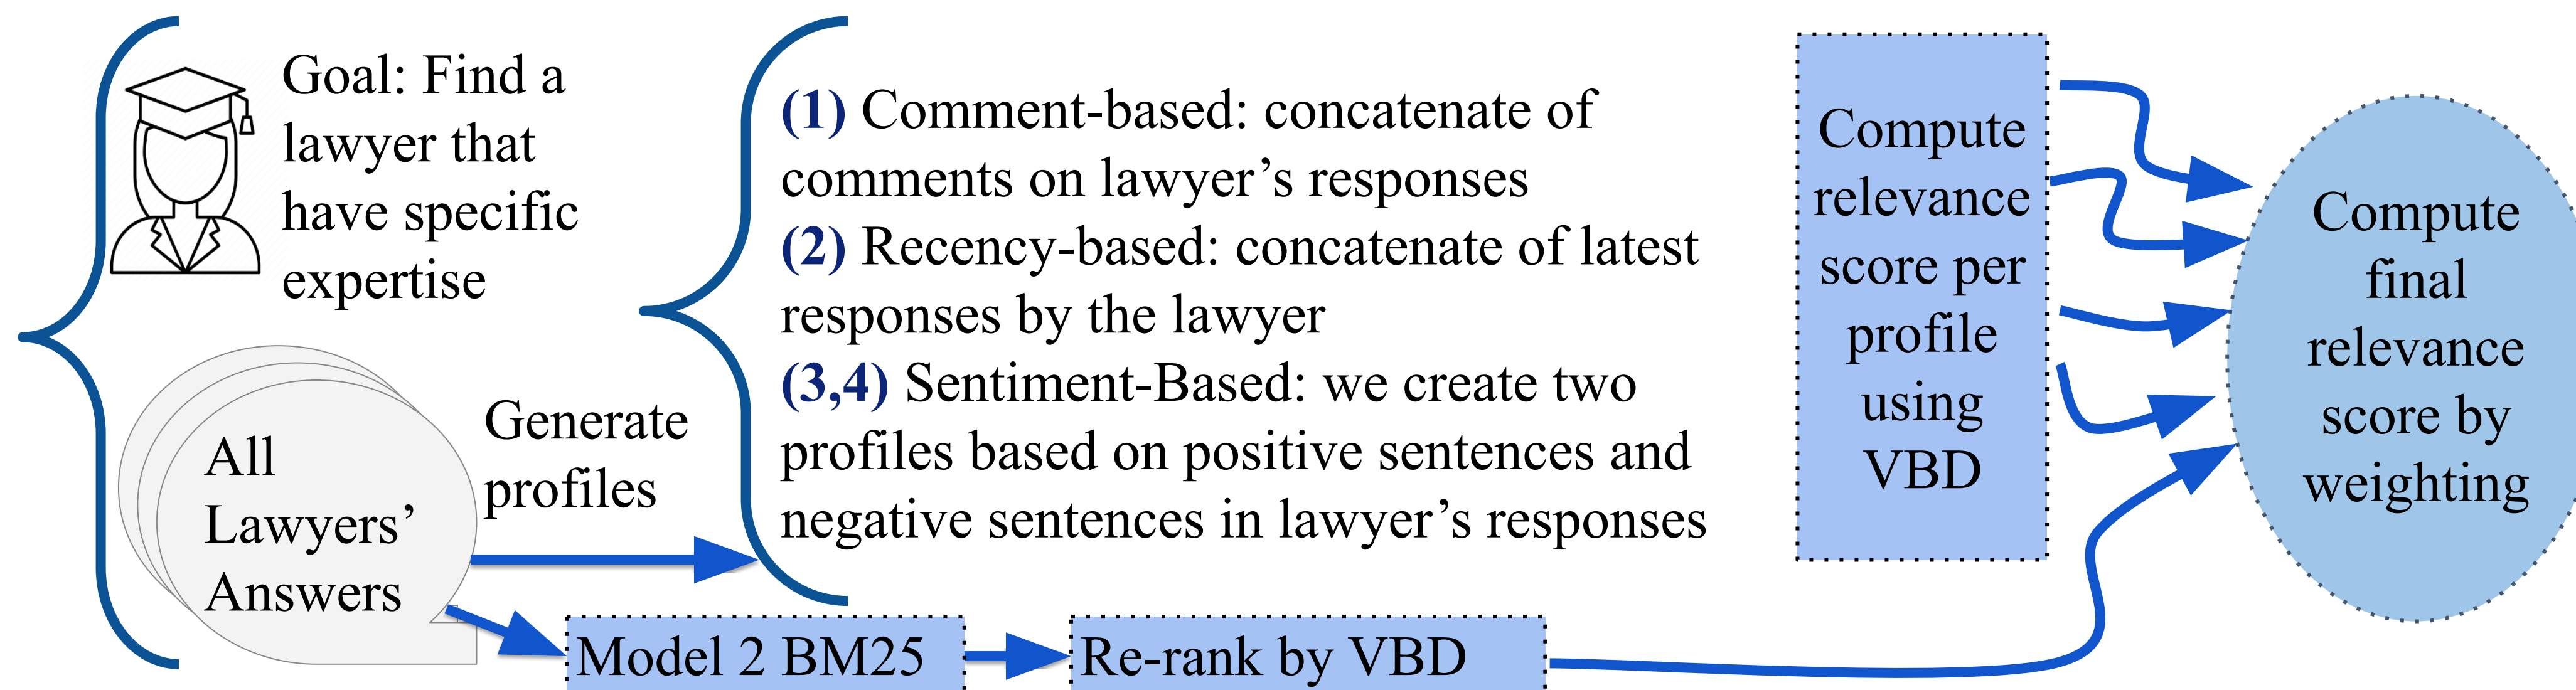 Goal: Find a
lawyer that
have specific
expertise
All
Lawyers’
Answers
Generate
profiles
(1) Comment-based: concatenate of
comments on lawyer’s responses
(2) Recency-based: concatenate of latest
responses by the lawyer
(3,4) Sentiment-Based: we create two
profiles based on positive sentences and
negative sentences in lawyer’s responses
Model 2 BM25
Re-rank by VBD
Compute
relevance
score per
profile
using
VBD
Compute
final
relevance
score by
weighting